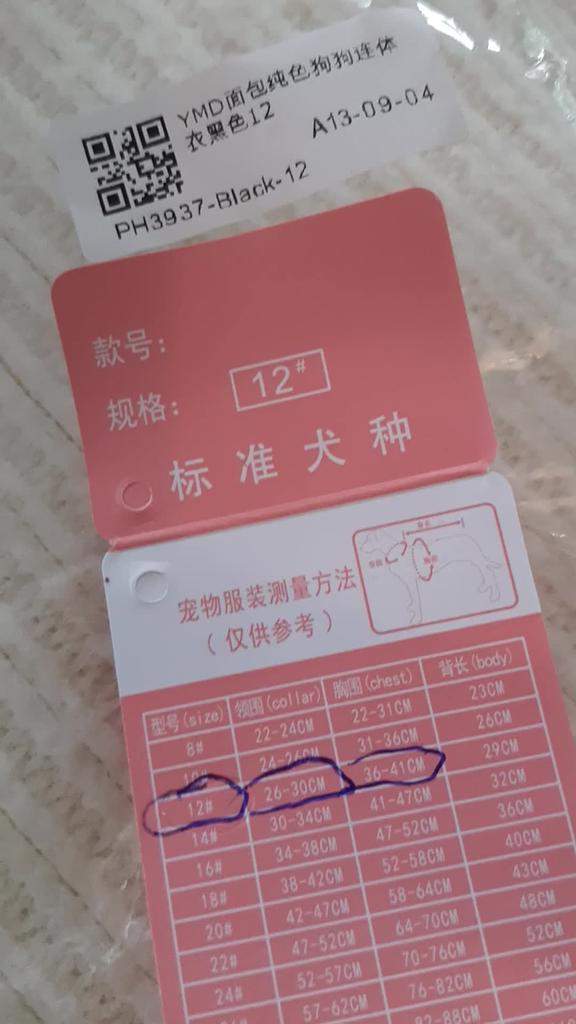 YMD面包纯色狗狗连体
衣黑色12
A13-09-04
PH3937-Black-12
款号:
规格: 12#
标准犬种
宠物服装测量方法
(仅供参考)
型号(size) 领围(collar) 胸围(chest) 背长(body)
8# 22-24CM 22-31CM 23CM
10# 24-26CM 31-36CM 26CM
12# 26-30CM 36-41CM 29CM
14# 30-34CM 41-47CM 32CM
16# 34-38CM 47-52CM 36CM
18# 38-42CM 52-58CM 40CM
20# 42-47CM 58-64CM 43CM
22# 47-52CM 64-70CM 48CM
24# 52-57CM 70-76CM 52CM
57-62CM 76-82CM 56CM
82-88CM 60CM